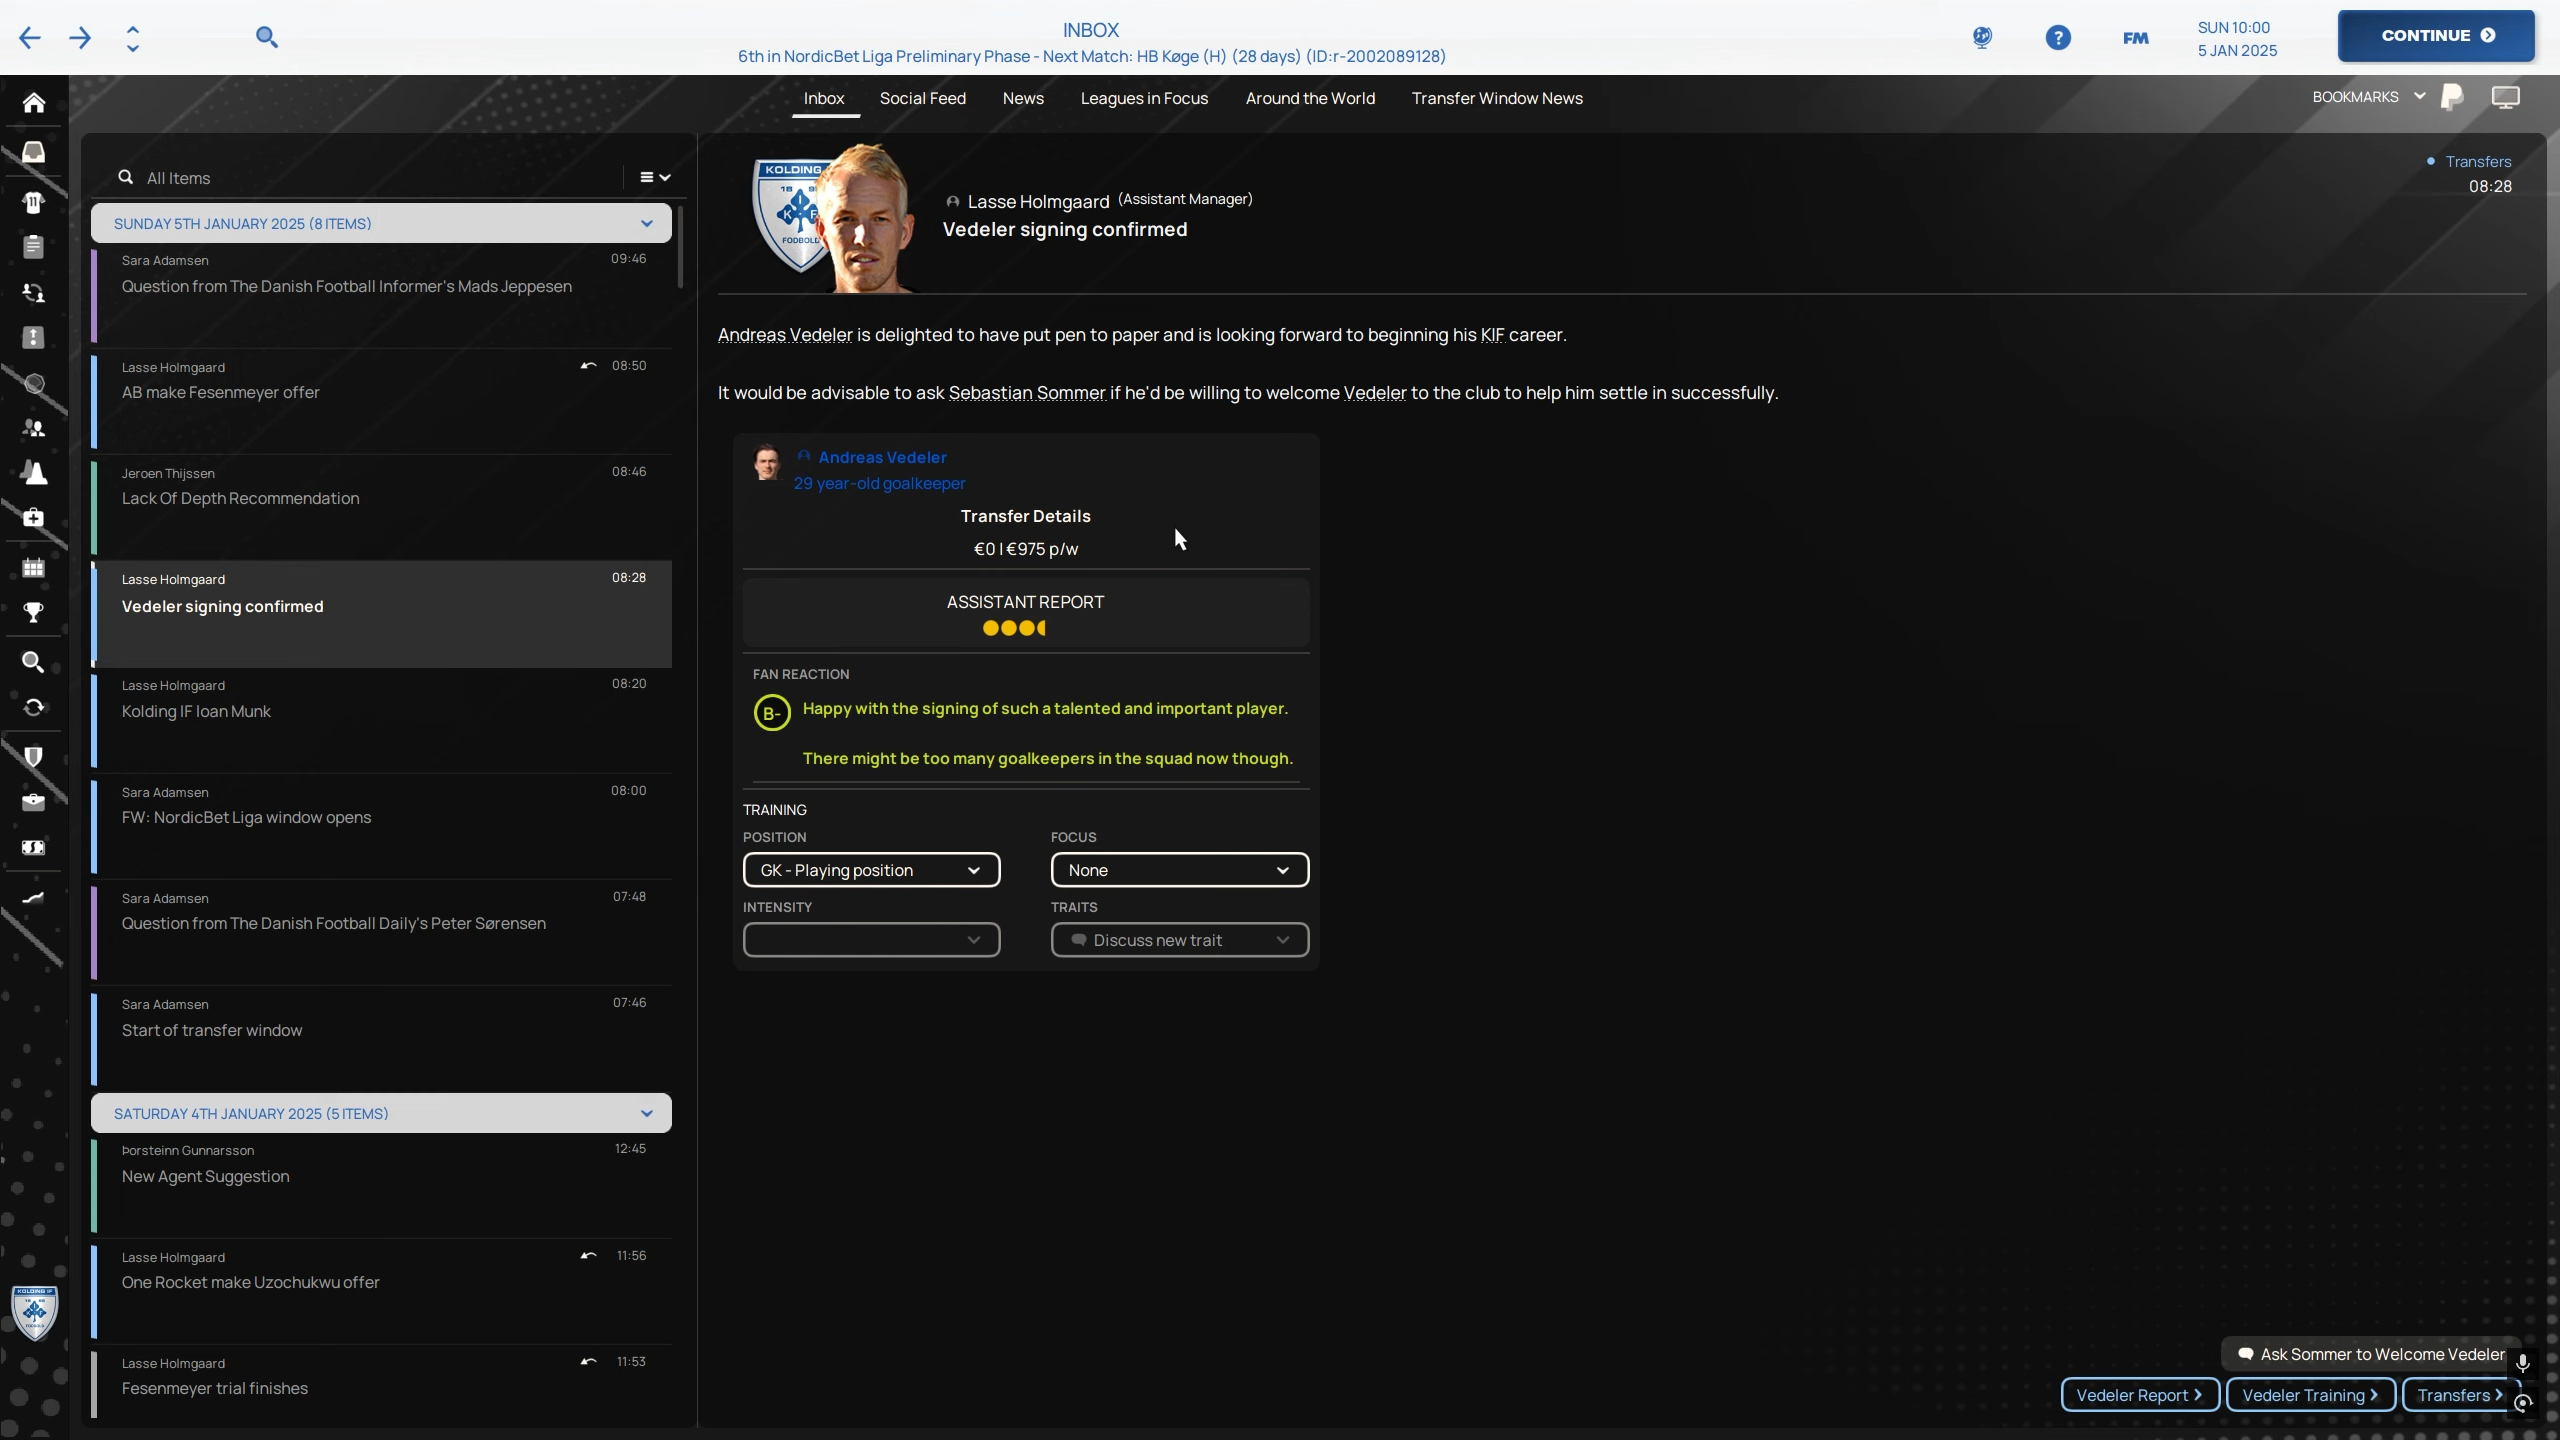 INBOX
6th in NordicBet Liga Preliminary Phase - Next Match: HB Køge (H) (28 days) (ID:r-2002089128)
FM
SUN 10:00
5 JAN 2025
CONTINUE
Inbox
Social Feed
News
Leagues in Focus
Around the World
Transfer Window News
BOOKMARKS
All Items
SUNDAY 5TH JANUARY 2025 (8 ITEMS)
Sara Adamsen
09:46
Question from The Danish Football Informer's Mads Jeppesen
Lasse Holmgaard
08:50
AB make Fesenmeyer offer
Jeroen Thijssen
08:46
Lack Of Depth Recommendation
Lasse Holmgaard
08:28
Vedeler signing confirmed
Lasse Holmgaard
08:20
Kolding IF loan Munk
Sara Adamsen
08:00
FW: NordicBet Liga window opens
Sara Adamsen
07:48
Question from The Danish Football Daily's Peter Sørensen
Sara Adamsen
07:46
Start of transfer window
SATURDAY 4TH JANUARY 2025 (5 ITEMS)
Þorsteinn Gunnarsson
12:45
New Agent Suggestion
Lasse Holmgaard
11:56
One Rocket make Uzochukwu offer
Lasse Holmgaard
11:53
Fesenmeyer trial finishes
KOLDING
18
K F
FODBOLD
Lasse Holmgaard (Assistant Manager)
Vedeler signing confirmed
Transfers
08:28
Andreas Vedeler is delighted to have put pen to paper and is looking forward to beginning his KIF career.
It would be advisable to ask Sebastian Sommer if he'd be willing to welcome Vedeler to the club to help him settle in successfully.
Andreas Vedeler
29 year-old goalkeeper
Transfer Details
€0 | €975 p/w
ASSISTANT REPORT
FAN REACTION
B-
Happy with the signing of such a talented and important player.
There might be too many goalkeepers in the squad now though.
TRAINING
POSITION
FOCUS
GK - Playing position
None
INTENSITY
TRAITS
Discuss new trait
Ask Sommer to Welcome Vedeler
Vedeler Report
Vedeler Training
Transfers
KOLDING IF